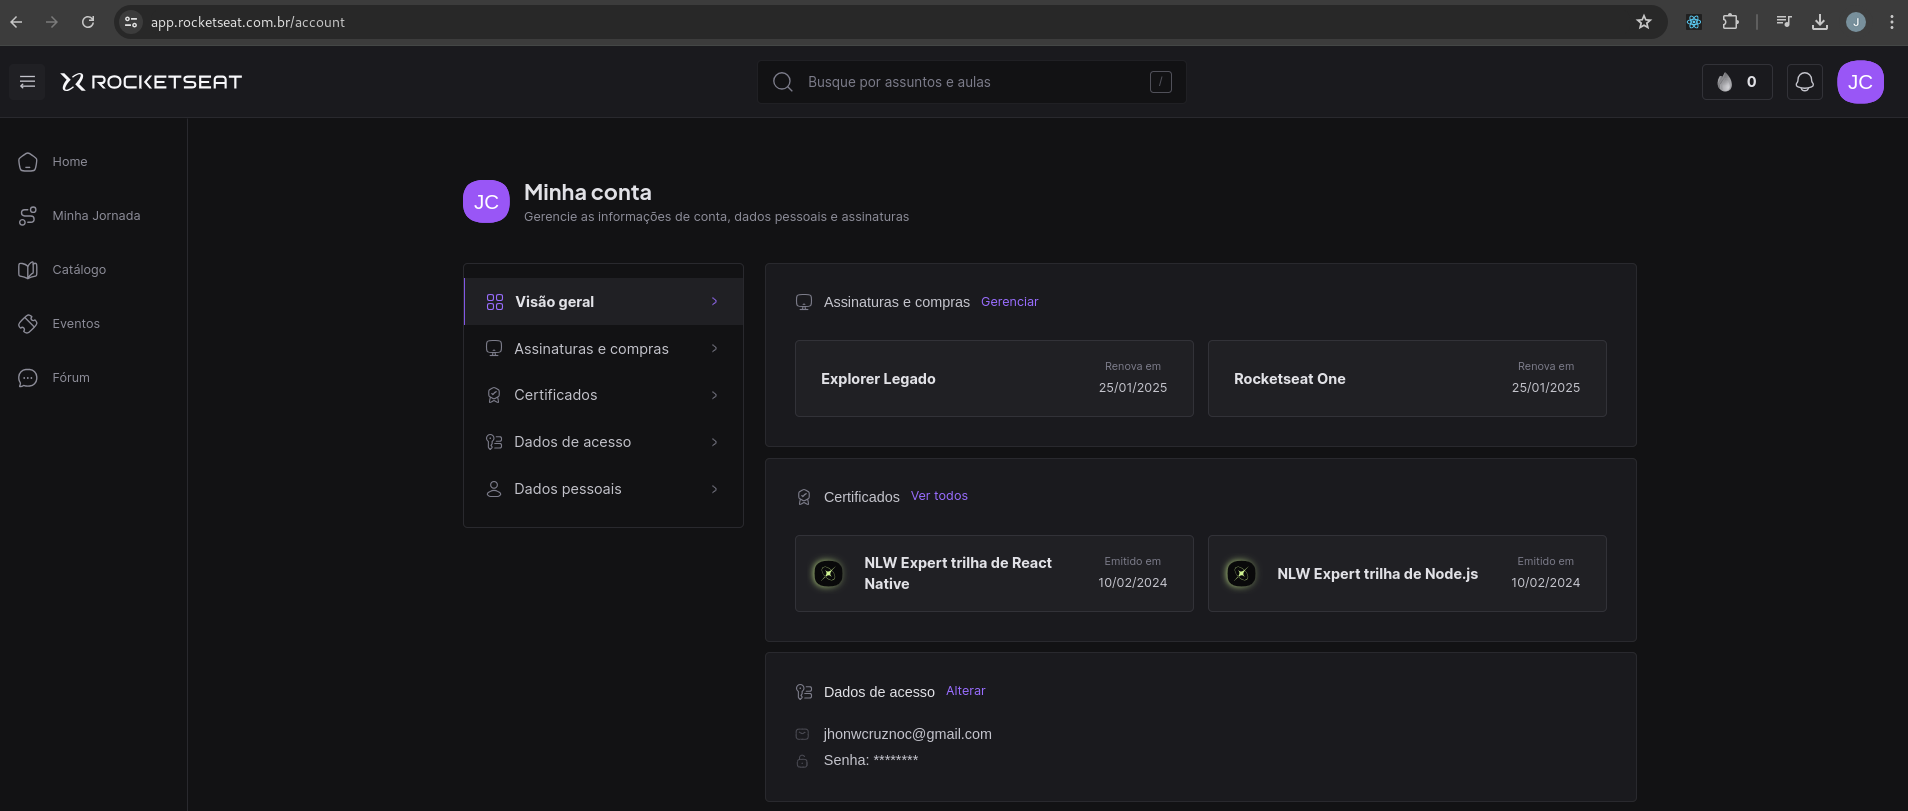 app.rocketseat.com.br/account
J
ROCKETSEAT
Busque por assuntos e aulas
/
0
JC
Home
Minha Jornada
Catálogo
Eventos
Fórum
JC
Minha conta
Gerencie as informações de conta, dados pessoais e assinaturas
Visão geral
Assinaturas e compras
Certificados
Dados de acesso
Dados pessoais
Assinaturas e compras Gerenciar
Explorer Legado
Renova em
25/01/2025
Rocketseat One
Renova em
25/01/2025
Certificados Ver todos
NLW Expert trilha de React
Native
Emitido em
10/02/2024
NLW Expert trilha de Node.js
Emitido em
10/02/2024
Dados de acesso Alterar
jhonwcruznoc@gmail.com
Senha: ********